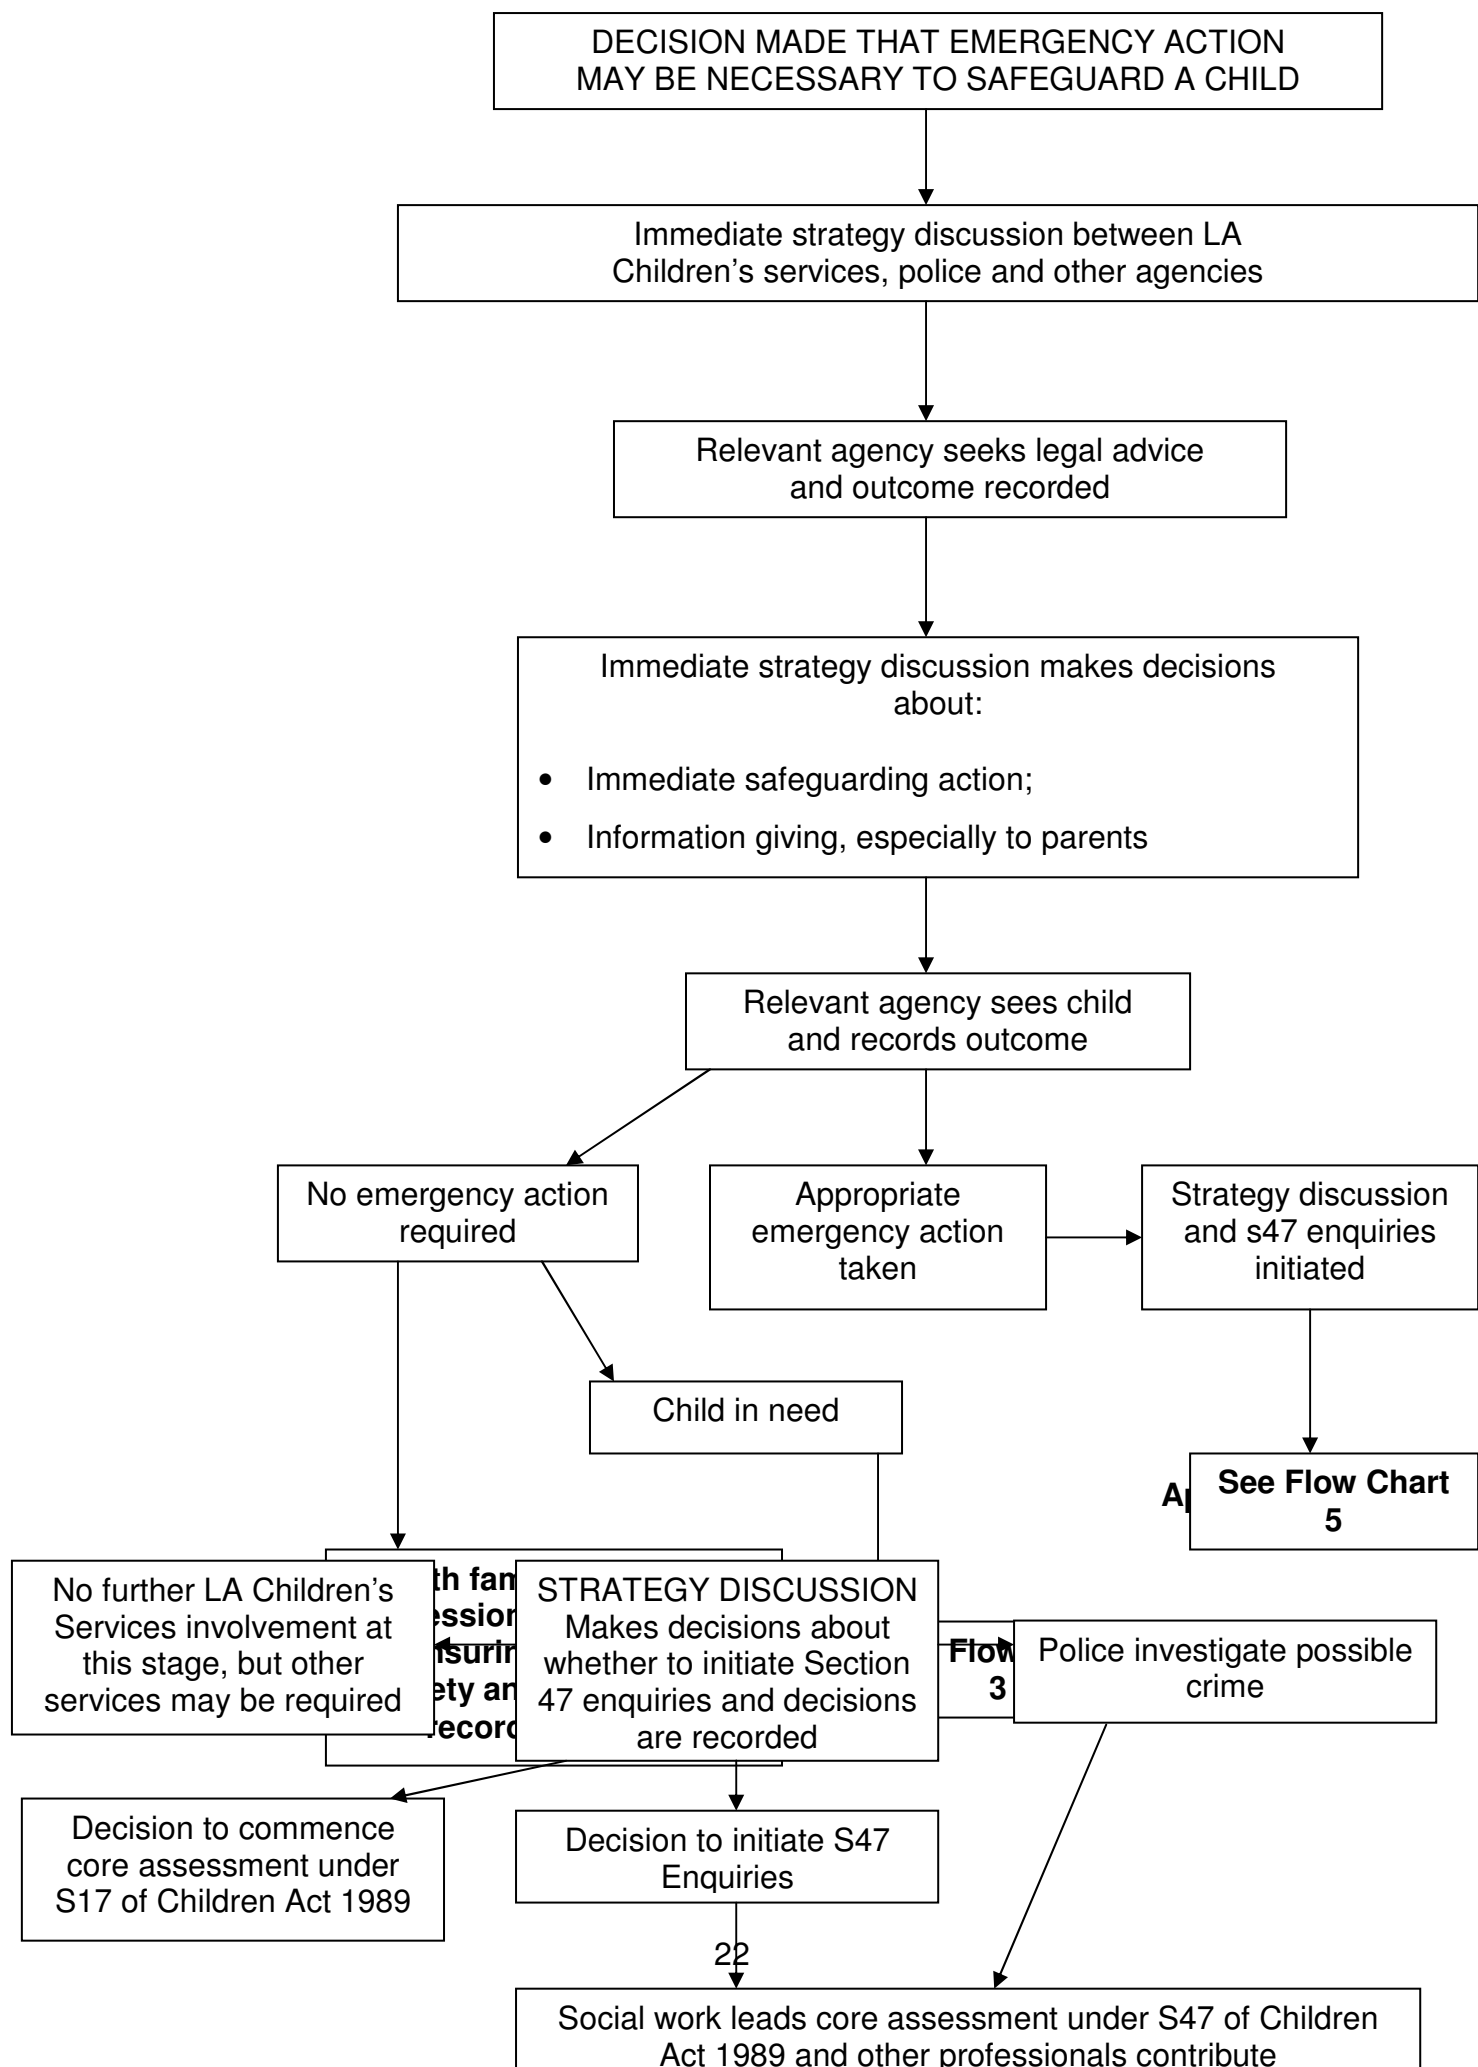 DECISION MADE THAT EMERGENCY ACTION
MAY BE NECESSARY TO SAFEGUARD A CHILD
Immediate strategy discussion between LA
Children’s services, police and other agencies
Relevant agency seeks legal advice
and outcome recorded
Immediate strategy discussion makes decisions
about:
• Immediate safeguarding action;
• Information giving, especially to parents
Relevant agency sees child
and records outcome
No emergency action
required
Appropriate
emergency action
taken
Strategy discussion
and s47 enquiries
initiated
Child in need
See Flow Chart
5
No further LA Children’s
Services involvement at
this stage, but other
services may be required
STRATEGY DISCUSSION
Makes decisions about
whether to initiate Section
47 enquiries and decisions
are recorded
Flow
3
Police investigate possible
crime
Decision to commence
core assessment under
S17 of Children Act 1989
Decision to initiate S47
Enquiries
22
Social work leads core assessment under S47 of Children
Act 1989 and other professionals contribute